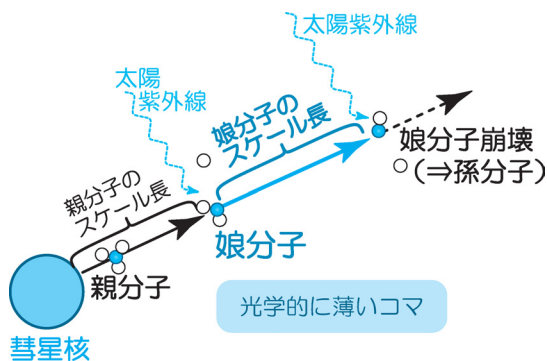 太陽紫外線
太陽
紫外線
娘分子の
スケール長
娘分子崩壊
(⇒孫分子)
親分子の
スケール長
娘分子
親分子
光学的に薄いコマ
彗星核